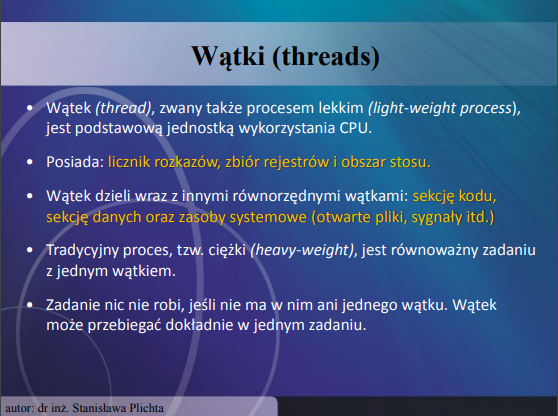 Wątki (threads)
• Wątek (thread), zwany także procesem lekkim (light-weight process),
jest podstawową jednostką wykorzystania CPU.
• Posiada: licznik rozkazów, zbiór rejestrów i obszar stosu.
• Wątek dzieli wraz z innymi równorzędnymi wątkami: sekcję kodu,
sekcję danych oraz zasoby systemowe (otwarte pliki, sygnały itd.)
• Tradycyjny proces, tzw. ciężki (heavy-weight), jest równoważny zadaniu
z jednym wątkiem.
• Zadanie nic nie robi, jeśli nie ma w nim ani jednego wątku. Wątek
może przebiegać dokładnie w jednym zadaniu.
autor: dr inż. Stanisława Plichta